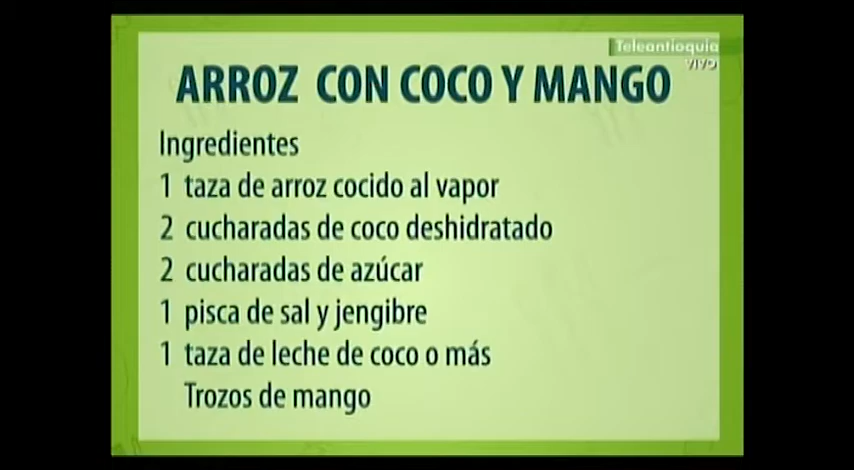 Teleantioquia
VIVO
ARROZ CON COCO Y MANGO
Ingredientes
1 taza de arroz cocido al vapor
2 cucharadas de coco deshidratado
2 cucharadas de azúcar
1 pisca de sal y jengibre
1 taza de leche de coco o más
Trozos de mango